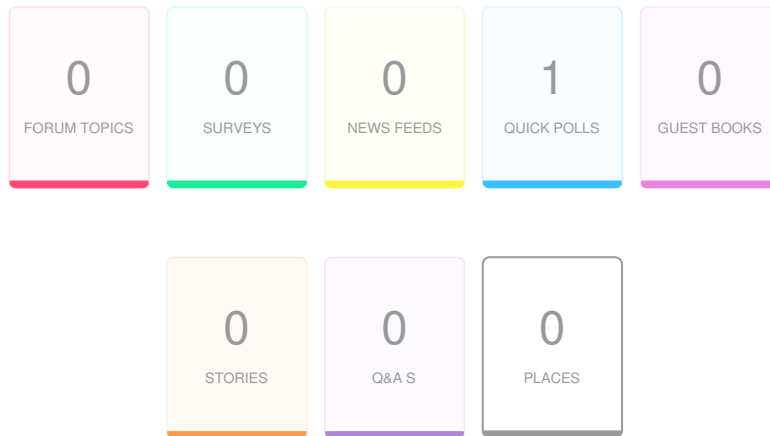 0 0 0 1 0
FORUM TOPICS SURVEYS NEWS FEEDS QUICK POLLS GUEST BOOKS
0 0 0
STORIES Q&A S PLACES